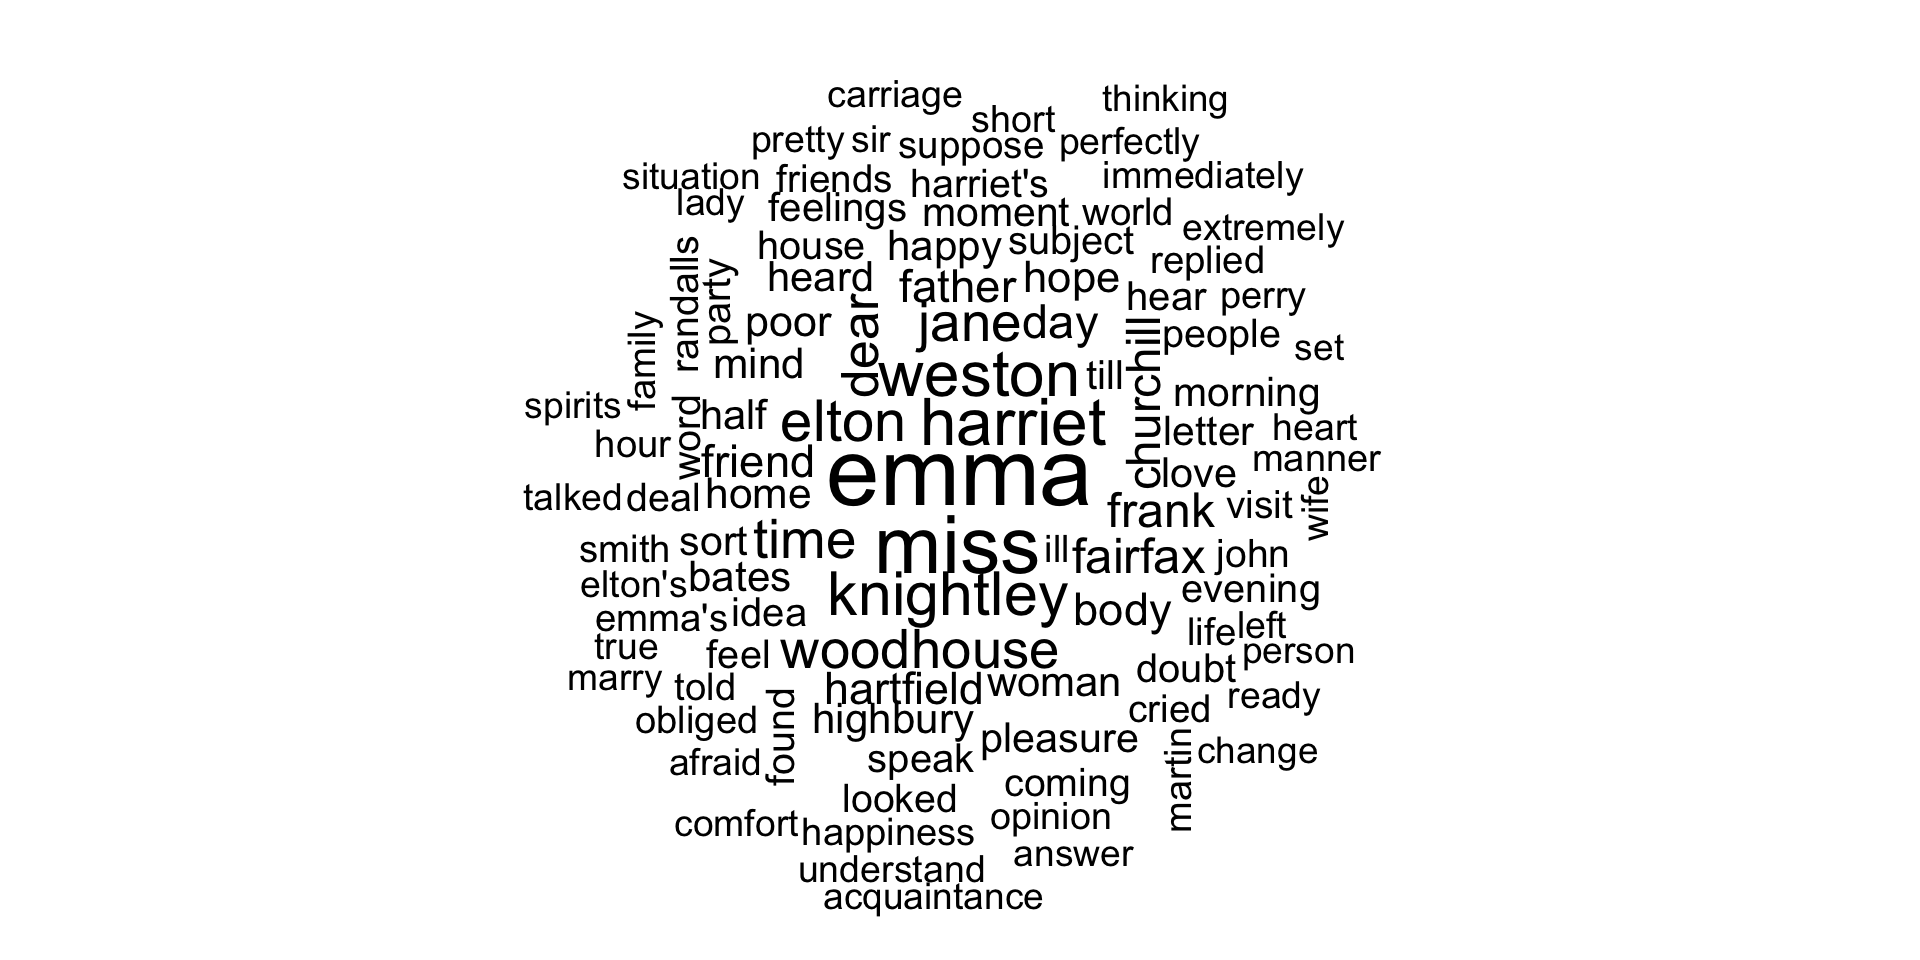 carriage
thinking
short
pretty sir suppose perfectly
situation friends harriet's immediately
lady feelings moment world extremely
house happy subject replied
randalls party heard father hope hear perry
family poor dear jane day churchill people set
mind weston till morning
spirits word half elton harriet letter heart
hour friend emma love manner
talked deal home frank visit wife
smith sort time miss ill fairfax john
elton's bates knightley body evening
emma's idea life left
true feel woodhouse doubt person
marry told hartfield woman ready
obliged found highbury cried
afraid speak pleasure martin change
looked coming
comfort happiness opinion
understand answer
acquaintance